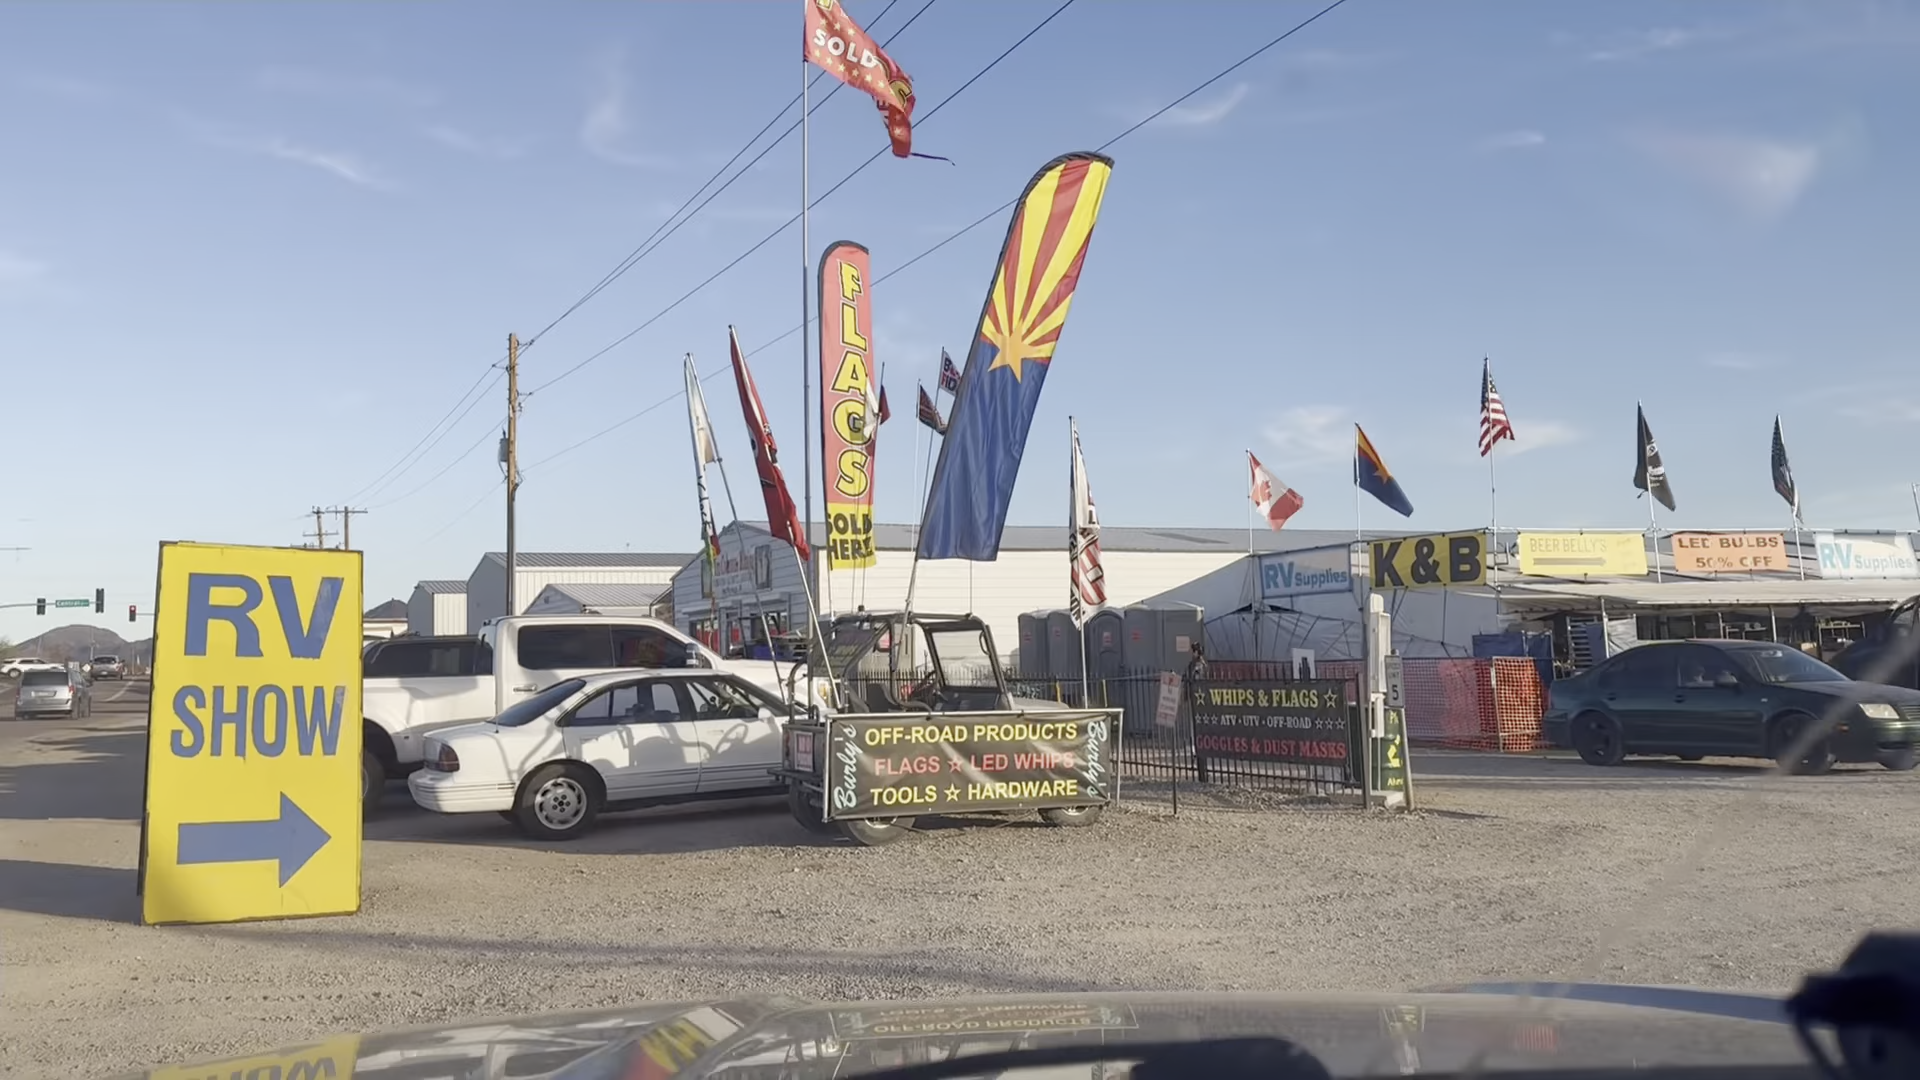 SOLD
FLAGS
SOLD
HERE
RV
SHOW
OFF-ROAD PRODUCTS
FLAGS ☆ LED WHIPS
TOOLS ☆ HARDWARE
Burly's
Burly's
☆ WHIPS & FLAGS ☆
☆☆☆ ATV • UTV • OFF-ROAD ☆☆☆
GOGGLES & DUST MASKS
5
RV Supplies
K & B
BEER BELLY'S
LED BULBS
50% OFF
RV Supplies